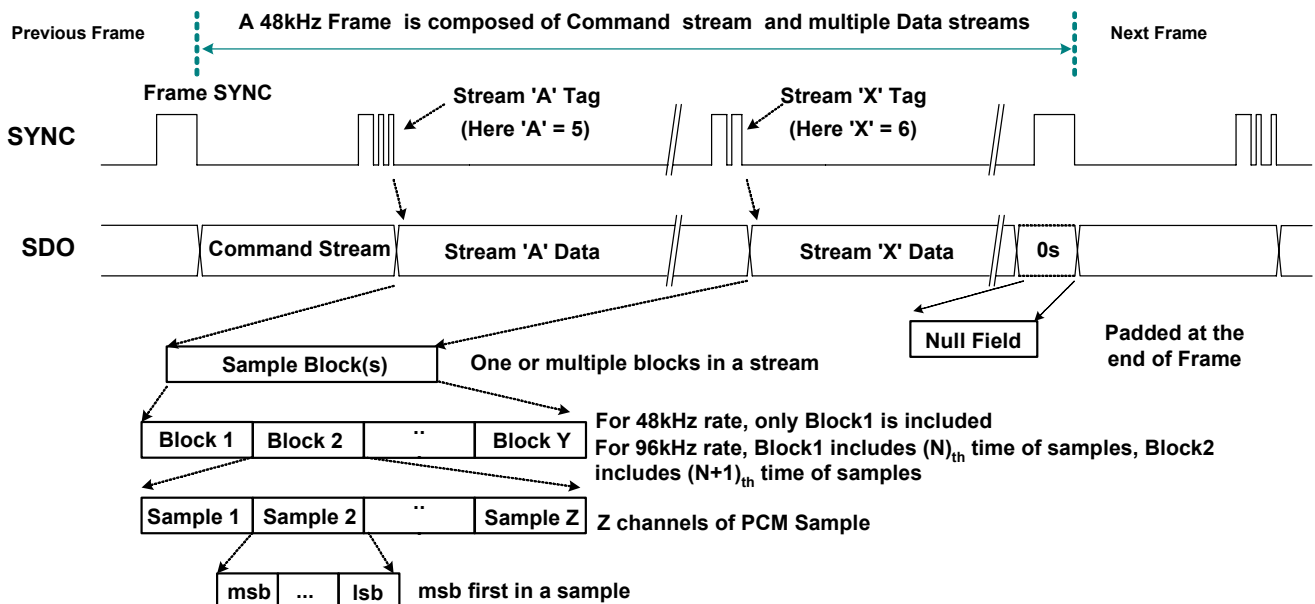 A 48kHz Frame is composed of Command stream and multiple Data streams
Previous Frame
Next Frame
Frame SYNC
Stream 'A' Tag
(Here 'A' = 5)
Stream 'X' Tag
(Here 'X' = 6)
SYNC
SDO
Command Stream
Stream 'A' Data
Stream 'X' Data
0s
Null Field
Padded at the
end of Frame
Sample Block(s)
One or multiple blocks in a stream
Block 1
Block 2
..
Block Y
For 48kHz rate, only Block1 is included
For 96kHz rate, Block1 includes (N)th time of samples, Block2
includes (N+1)th time of samples
Sample 1
Sample 2
..
Sample Z
Z channels of PCM Sample
msb
...
lsb
msb first in a sample